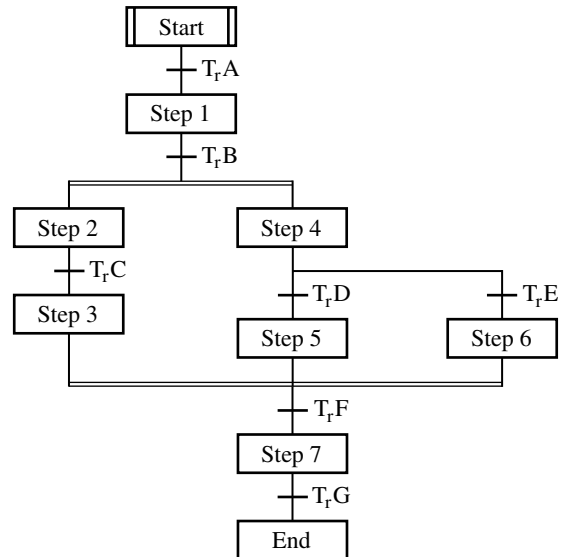 Start
TrA
Step 1
TrB
Step 2
Step 4
TrC
TrD
TrE
Step 3
Step 5
Step 6
TrF
Step 7
TrG
End